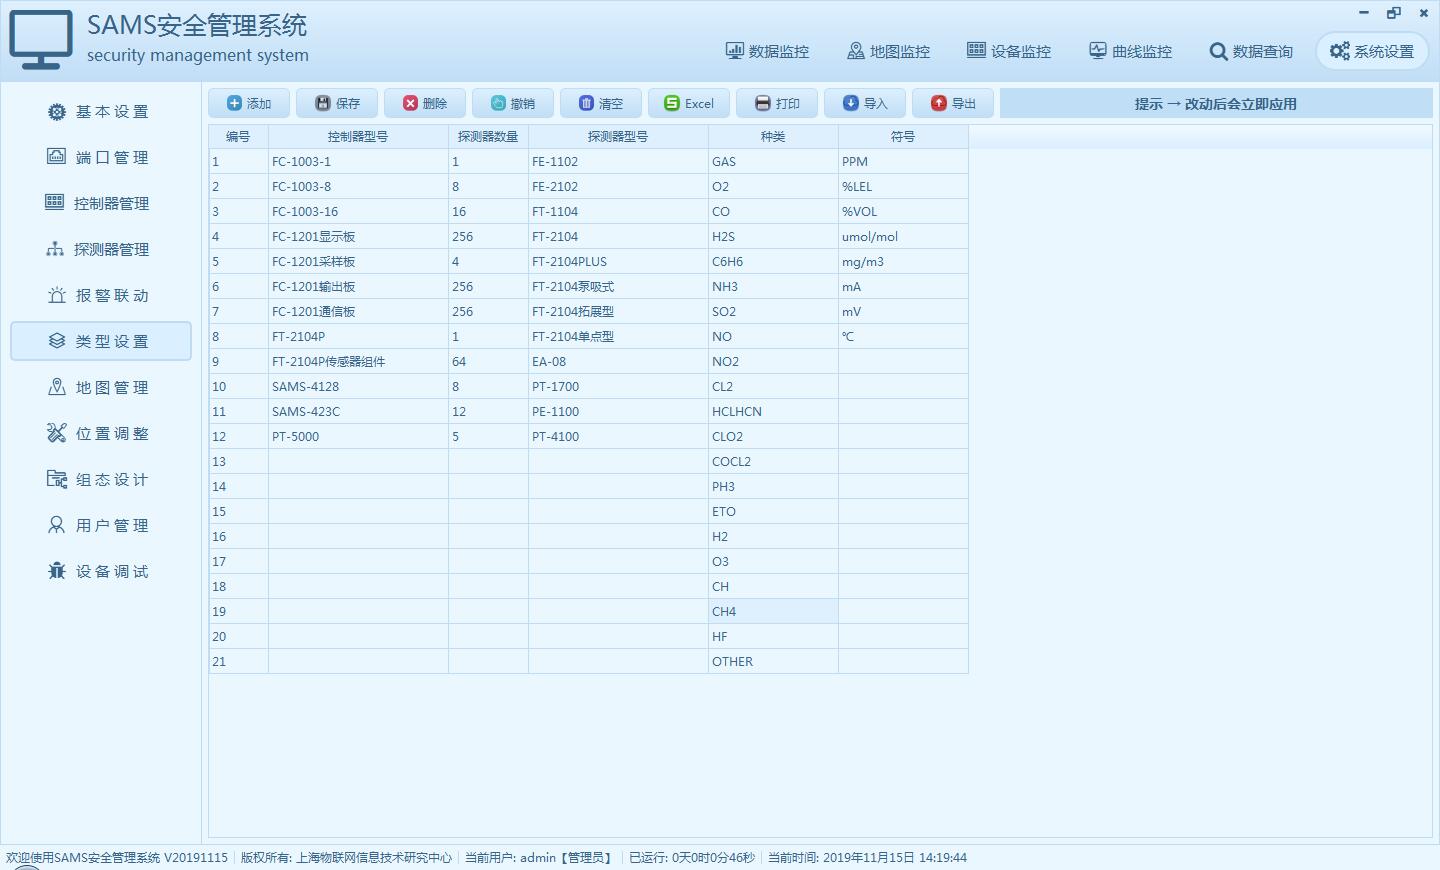 SAMS安全管理系统
security management system
数据监控 地图监控 设备监控 曲线监控 数据查询 系统设置
基本设置
端口管理
控制器管理
探测器管理
报警联动
类型设置
地图管理
位置调整
组态设计
用户管理
设备调试
添加 保存 删除 撤销 清空 Excel 打印 导入 导出 提示 → 改动后会立即应用
编号 控制器型号 探测器数量 探测器型号 种类 符号
1 FC-1003-1 1 FE-1102 GAS PPM
2 FC-1003-8 8 FE-2102 O2 %LEL
3 FC-1003-16 16 FT-1104 CO %VOL
4 FC-1201显示板 256 FT-2104 H2S umol/mol
5 FC-1201采样板 4 FT-2104PLUS C6H6 mg/m3
6 FC-1201输出板 256 FT-2104泵吸式 NH3 mA
7 FC-1201通信板 256 FT-2104拓展型 SO2 mV
8 FT-2104P 1 FT-2104单点型 NO ℃
9 FT-2104P传感器组件 64 EA-08 NO2
10 SAMS-4128 8 PT-1700 CL2
11 SAMS-423C 12 PE-1100 HCLHCN
12 PT-5000 5 PT-4100 CLO2
13 COCL2
14 PH3
15 ETO
16 H2
17 O3
18 CH
19 CH4
20 HF
21 OTHER
欢迎使用SAMS安全管理系统 V20191115 版权所有: 上海物联网信息技术研究中心 当前用户: admin【管理员】 已运行: 0天0时0分46秒 当前时间: 2019年11月15日 14:19:44